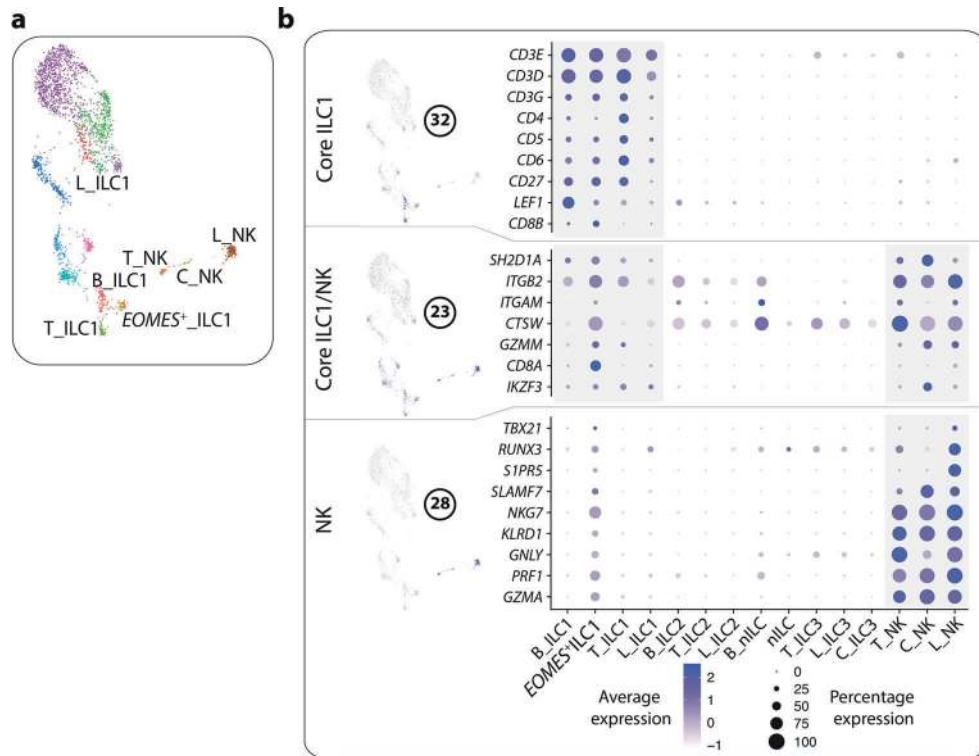 a
L_ILC1
L_NK
T_NK
C_NK
B_ILC1
EOMES+_ILC1
T_ILC1
b
Core ILC1
32
CD3E
CD3D
CD3G
CD4
CD5
CD6
CD27
LEF1
CD8B
Core ILC1/NK
23
SH2D1A
ITGB2
ITGAM
CTSW
GZMM
CD8A
IKZF3
NK
28
TBX21
RUNX3
S1PR5
SLAMF7
NKG7
KLRD1
GNLY
PRF1
GZMA
B_ILC1
EOMES+ILC1
T_ILC1
L_ILC1
B_ILC2
T_ILC2
L_ILC2
B_nILC
nILC
T_ILC3
L_ILC3
C_ILC3
T_NK
C_NK
L_NK
Average
expression
2
1
0
−1
0
25
50
75
100
Percentage
expression